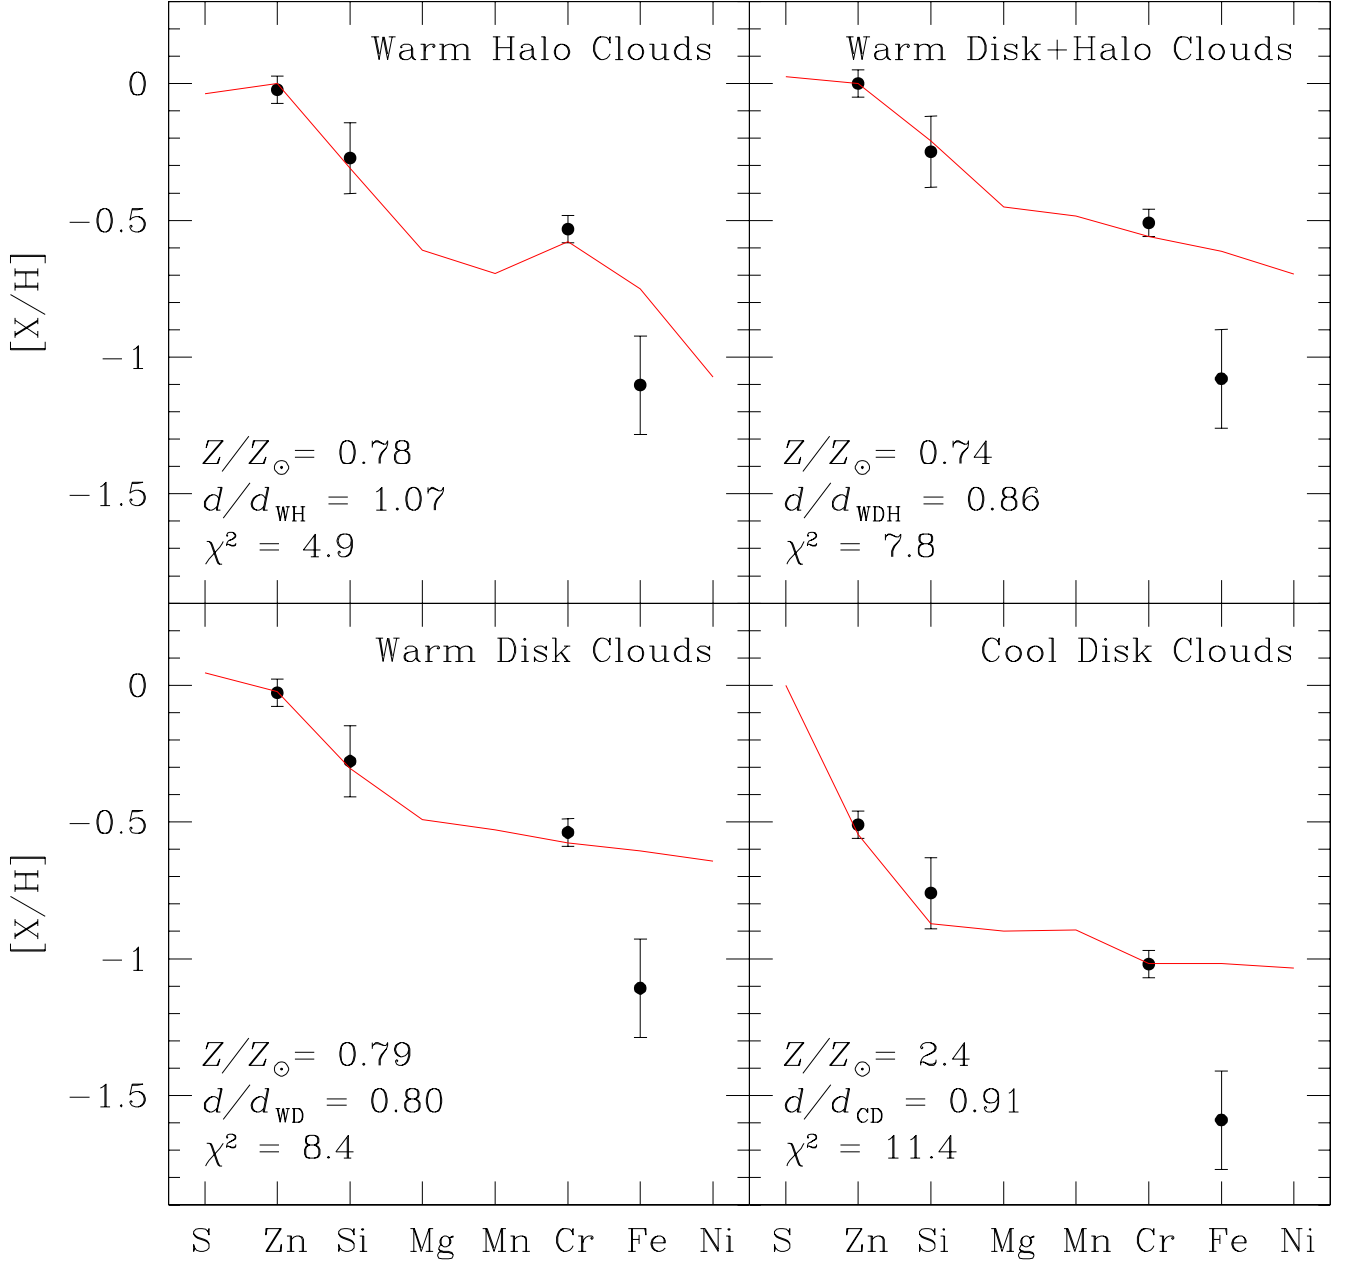 Warm Halo Clouds
Warm Disk+Halo Clouds
0
−0.5
−1
−1.5
[X/H]
Z/Z⊙= 0.78
d/dWH = 1.07
χ² = 4.9
Z/Z⊙= 0.74
d/dWDH = 0.86
χ² = 7.8
Warm Disk Clouds
Cool Disk Clouds
0
−0.5
−1
−1.5
[X/H]
Z/Z⊙= 0.79
d/dWD = 0.80
χ² = 8.4
Z/Z⊙= 2.4
d/dCD = 0.91
χ² = 11.4
S Zn Si Mg Mn Cr Fe Ni
S Zn Si Mg Mn Cr Fe Ni